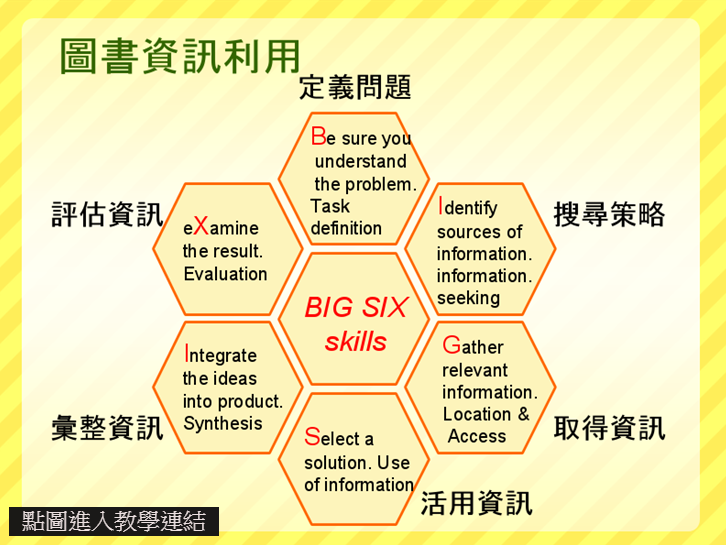 圖書資訊利用
定義問題
Be sure you
understand
the problem.
Task
definition
搜尋策略
Identify
sources of
information.
information.
seeking
取得資訊
Gather
relevant
information.
Location &
Access
活用資訊
Select a
solution. Use
of information
彙整資訊
Integrate
the ideas
into product.
Synthesis
評估資訊
eXamine
the result.
Evaluation
BIG SIX
skills
點圖進入教學連結